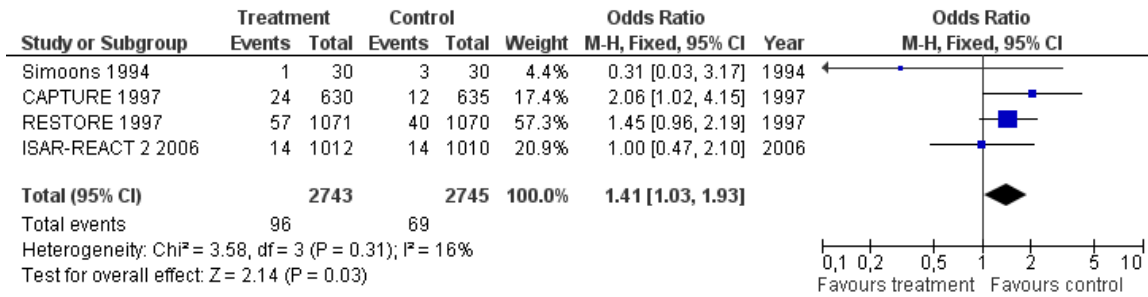 Treatment Control Odds Ratio Odds Ratio
Study or Subgroup Events Total Events Total Weight M-H, Fixed, 95% CI Year M-H, Fixed, 95% CI
Simoons 1994 1 30 3 30 4.4% 0.31 [0.03, 3.17] 1994
CAPTURE 1997 24 630 12 635 17.4% 2.06 [1.02, 4.15] 1997
RESTORE 1997 57 1071 40 1070 57.3% 1.45 [0.96, 2.19] 1997
ISAR-REACT 2 2006 14 1012 14 1010 20.9% 1.00 [0.47, 2.10] 2006
Total (95% CI) 2743 2745 100.0% 1.41 [1.03, 1.93]
Total events 96 69
Heterogeneity: Chi² = 3.58, df = 3 (P = 0.31); I² = 16%
Test for overall effect: Z = 2.14 (P = 0.03)
0,1 0,2 0,5 1 2 5 10
Favours treatment Favours control